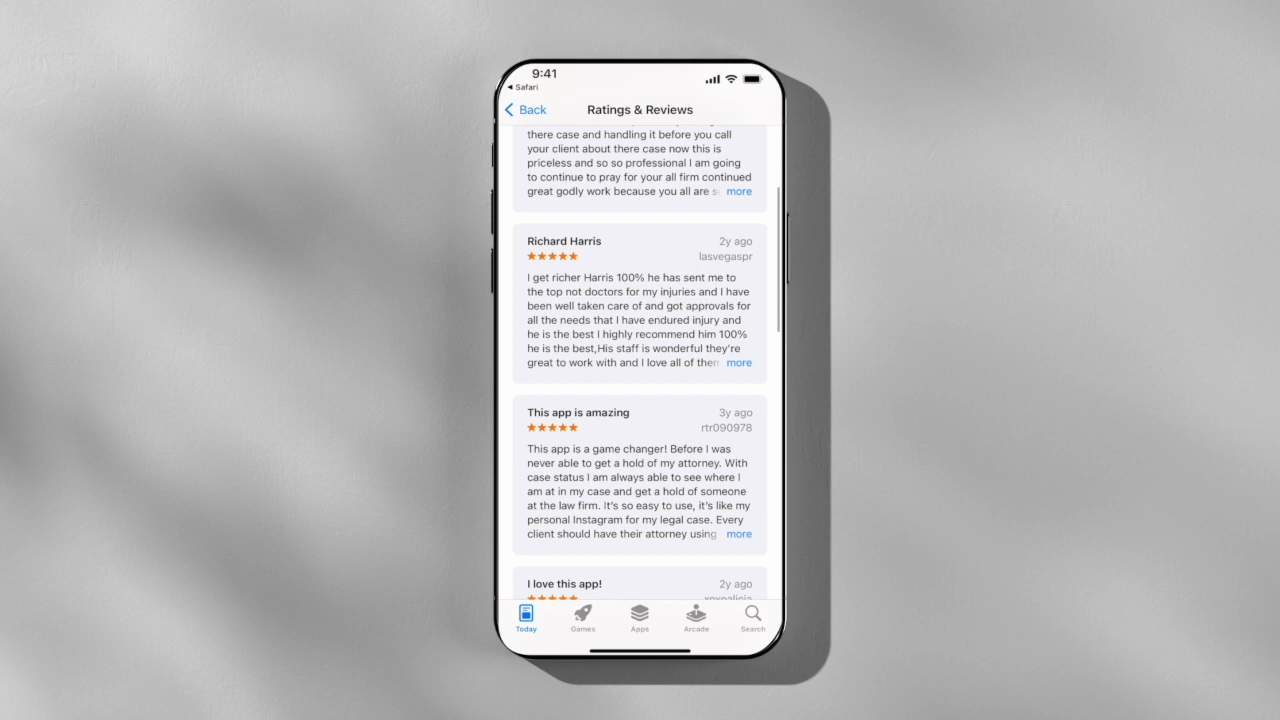 9:41
Safari
Back
Ratings & Reviews
there case and handling it before you call
your client about there case now this is
priceless and so so professional I am going
to continue to pray for your all firm continued
great godly work because you all are more
Richard Harris 2y ago
lasvegaspr
I get richer Harris 100% he has sent me to
the top not doctors for my injuries and I have
been well taken care of and got approvals for
all the needs that I have endured injury and
he is the best I highly recommend him 100%
he is the best,His staff is wonderful they're
great to work with and I love all of them more
This app is amazing 3y ago
rtr090978
This app is a game changer! Before I was
never able to get a hold of my attorney. With
case status I am always able to see where I
am at in my case and get a hold of someone
at the law firm. It's so easy to use, it's like my
personal Instagram for my legal case. Every
client should have their attorney using more
I love this app! 2y ago
Today Games Apps Arcade Search